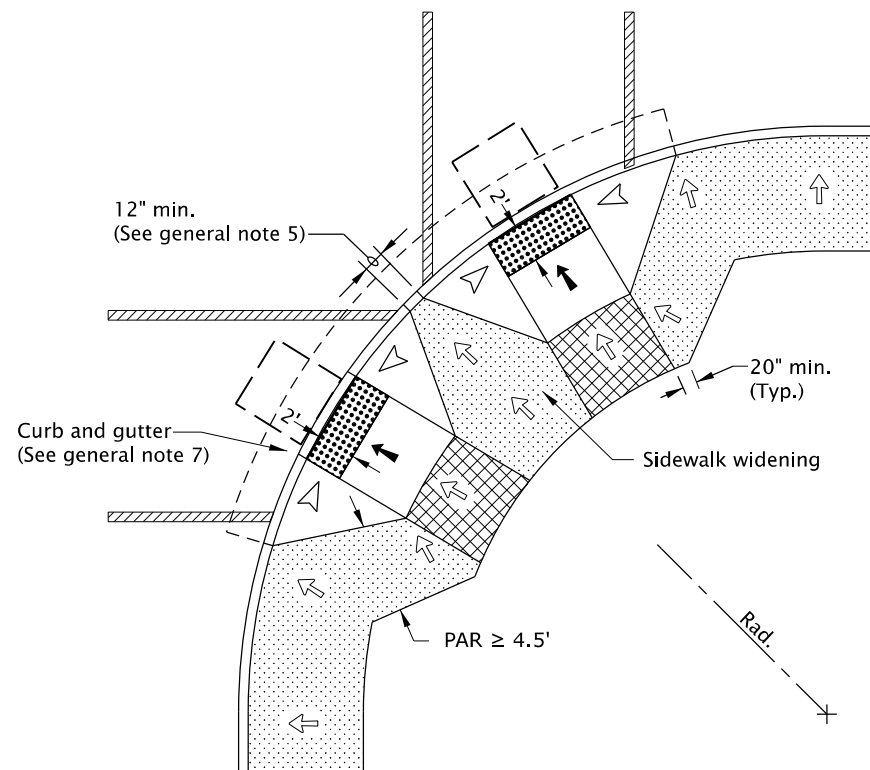 12" min.
(See general note 5)
2'
20" min.
(Typ.)
2'
Curb and gutter
(See general note 7)
Sidewalk widening
Rad.
PAR ≥ 4.5'